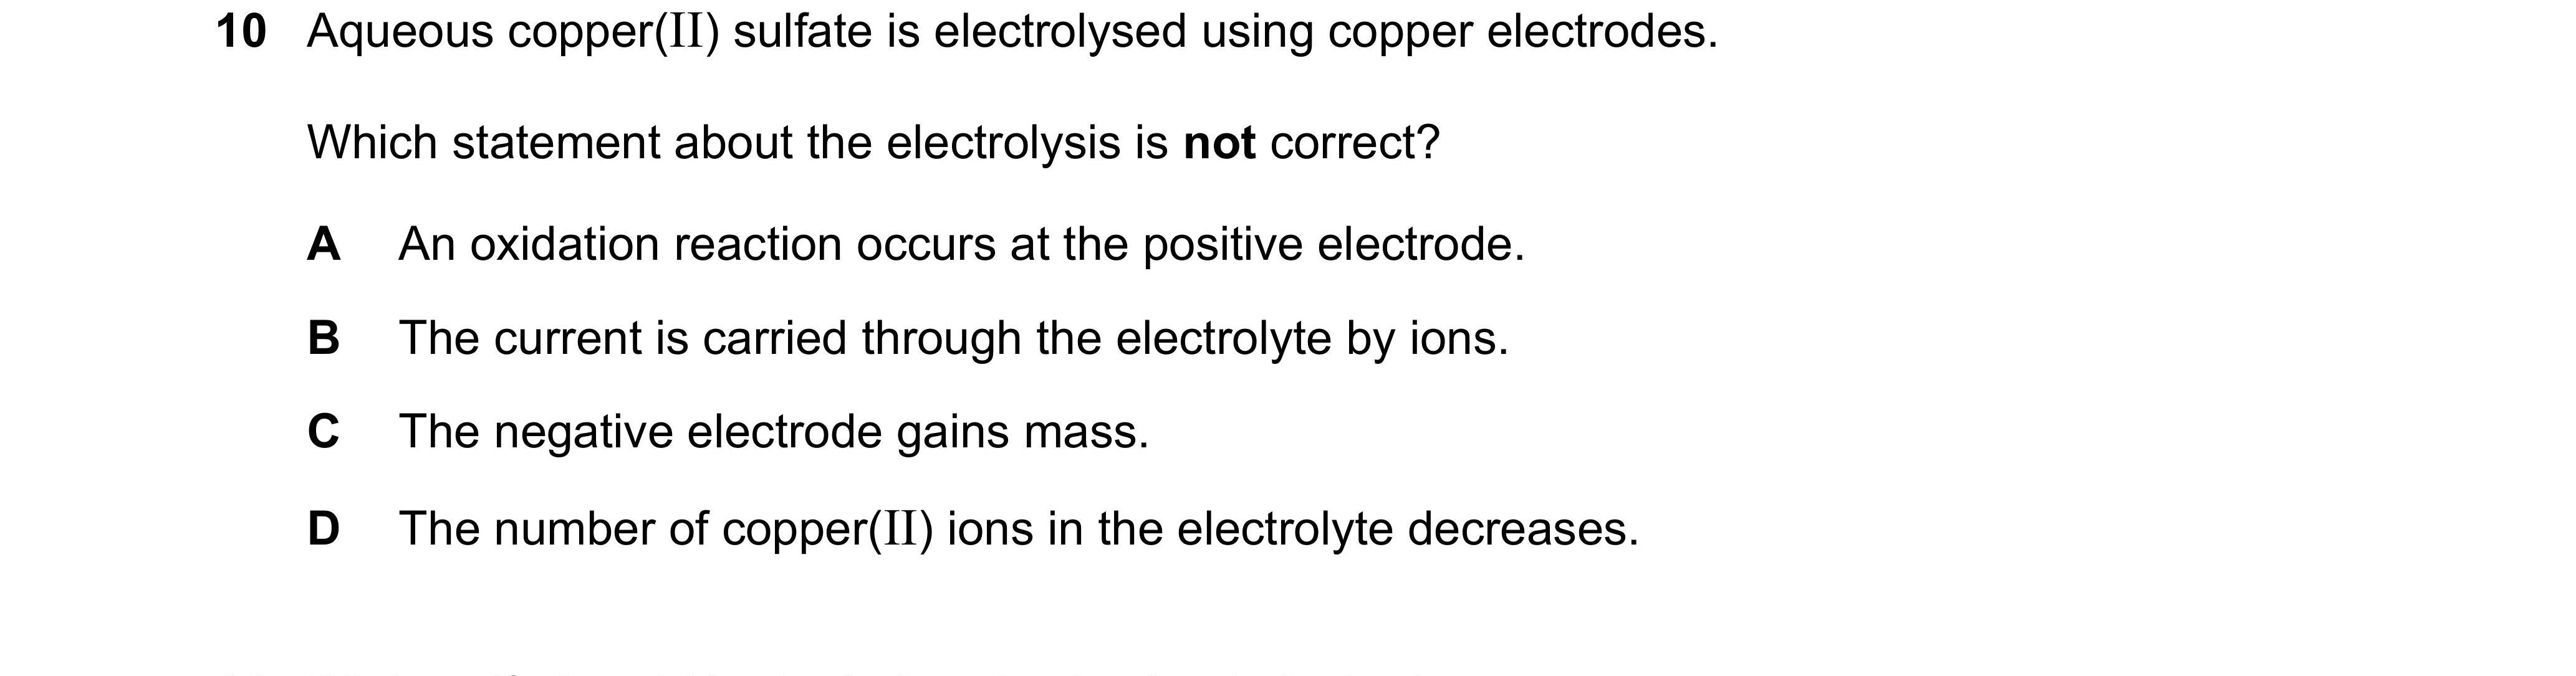 10 Aqueous copper(II) sulfate is electrolysed using copper electrodes.
Which statement about the electrolysis is not correct?
A An oxidation reaction occurs at the positive electrode.
B The current is carried through the electrolyte by ions.
C The negative electrode gains mass.
D The number of copper(II) ions in the electrolyte decreases.